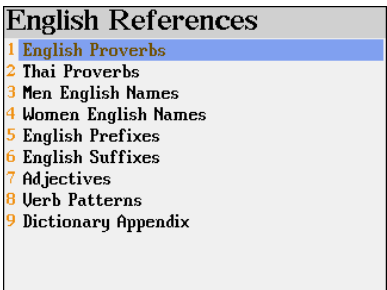 English References
1 English Proverbs
2 Thai Proverbs
3 Men English Names
4 Women English Names
5 English Prefixes
6 English Suffixes
7 Adjectives
8 Verb Patterns
9 Dictionary Appendix